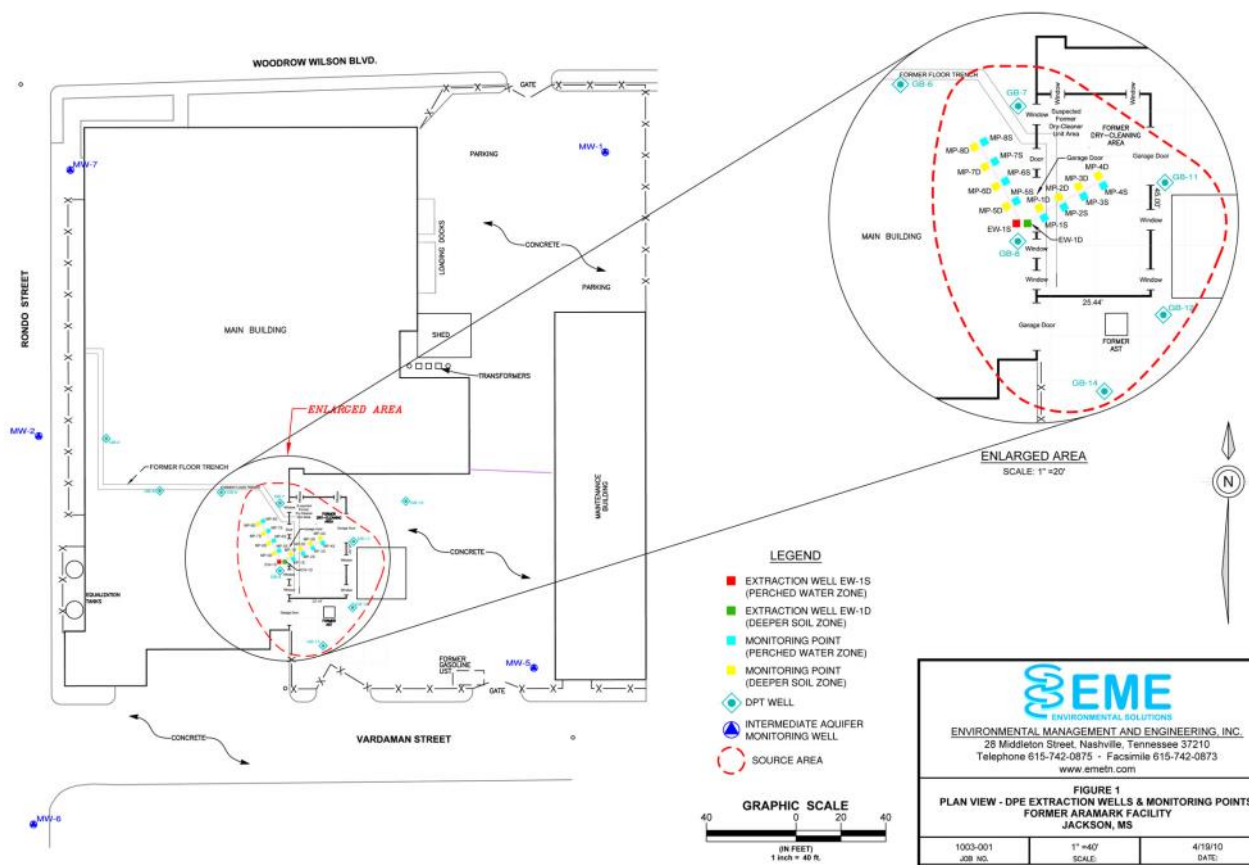 WOODROW WILSON BLVD.
GATE
MW-7
MW-1
PARKING
LOADING DOCKS
CONCRETE
PARKING
RONDO STREET
MAIN BUILDING
SHED
TRANSFORMERS
ENLARGED AREA
MW-2
FORMER FLOOR TRENCH
MAINTENANCE
BUILDING
CONCRETE
EQUALIZATION
TANKS
FORMER
GASOLINE
UST
MW-5
GATE
CONCRETE
VARDAMAN STREET
MW-6
FORMER FLOOR TRENCH
GB-6
GB-7
Window
Window
Window
Suspected
Former
Dry-Cleaner
Unit Area
FORMER
DRY-CLEANING
AREA
Window
MP-8S
MP-8D
MP-7S
MP-7D
MP-6S
MP-6D
MP-5S
MP-5D
Door
Garage Door
Garage Door
MP-4D
MP-3D
MP-4S
MP-2D
MP-3S
MP-1D
MP-2S
MP-1S
GB-11
45.00'
Window
EW-1S
EW-1D
MAIN BUILDING
GB-8
Window
Window
Window
25.44'
Garage Door
FORMER
AST
GB-14
ENLARGED AREA
SCALE: 1" =20'
N
LEGEND
EXTRACTION WELL EW-1S
(PERCHED WATER ZONE)
EXTRACTION WELL EW-1D
(DEEPER SOIL ZONE)
MONITORING POINT
(PERCHED WATER ZONE)
MONITORING POINT
(DEEPER SOIL ZONE)
DPT WELL
INTERMEDIATE AQUIFER
MONITORING WELL
SOURCE AREA
GRAPHIC SCALE
40 0 20 40
(IN FEET)
1 inch = 40 ft.
EME
ENVIRONMENTAL SOLUTIONS
ENVIRONMENTAL MANAGEMENT AND ENGINEERING, INC.
28 Middleton Street, Nashville, Tennessee 37210
Telephone 615-742-0875 - Facsimile 615-742-0873
www.emetn.com
FIGURE 1
PLAN VIEW - DPE EXTRACTION WELLS & MONITORING POINTS
FORMER ARAMARK FACILITY
JACKSON, MS
1003-001 1" =40' 4/19/10
JOB NO. SCALE: DATE: